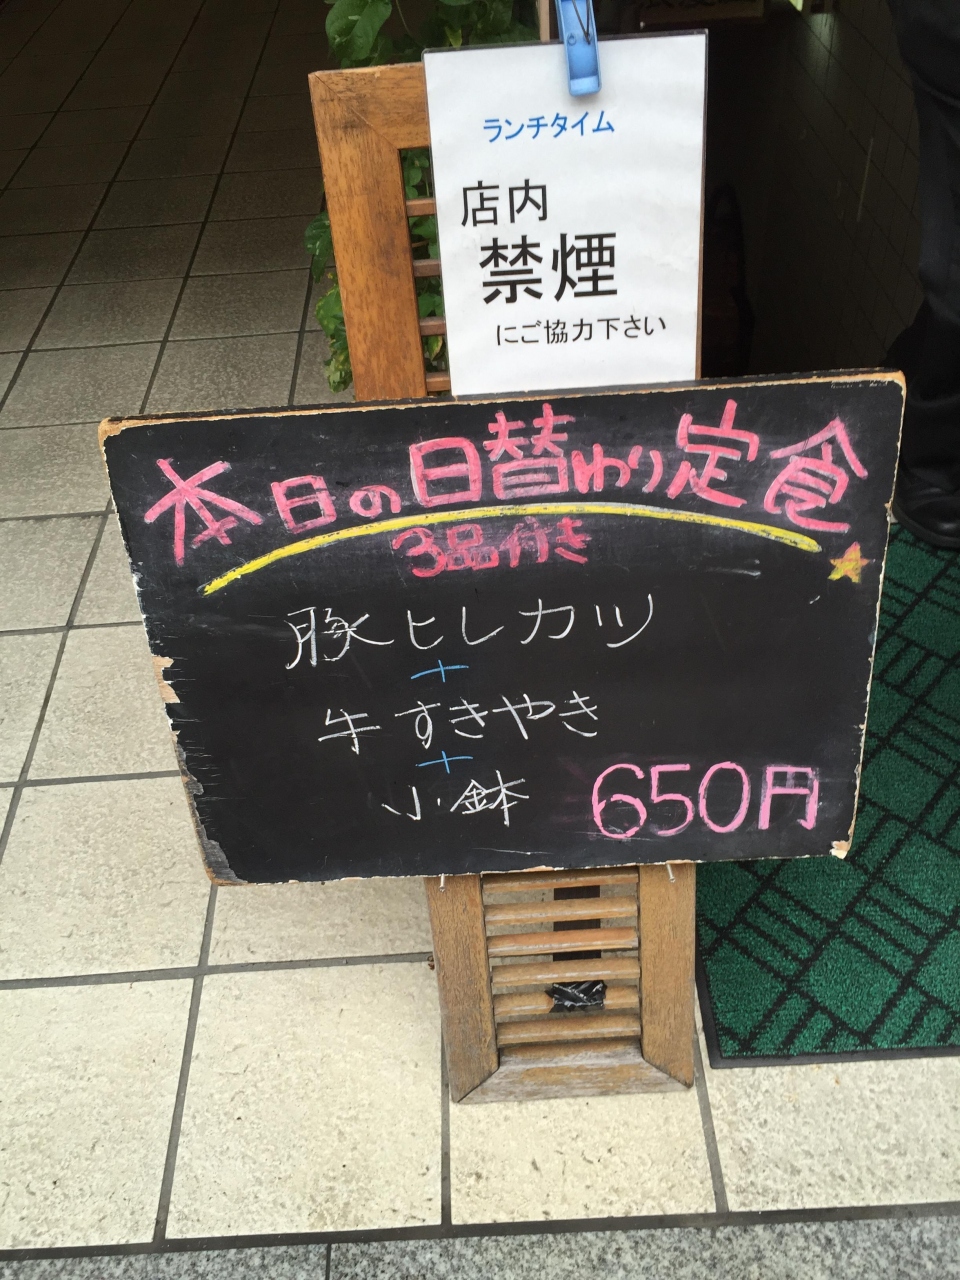 ランチタイム
店内
禁煙
にご協力下さい
本日の日替わり定食
3品付き
豚ヒレカツ
+
牛すきやき
+
小鉢
650円